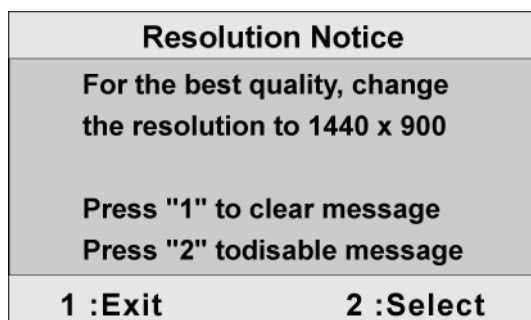 Resolution Notice
For the best quality, change
the resolution to 1440 x 900
Press "1" to clear message
Press "2" todisable message
1 :Exit 2 :Select